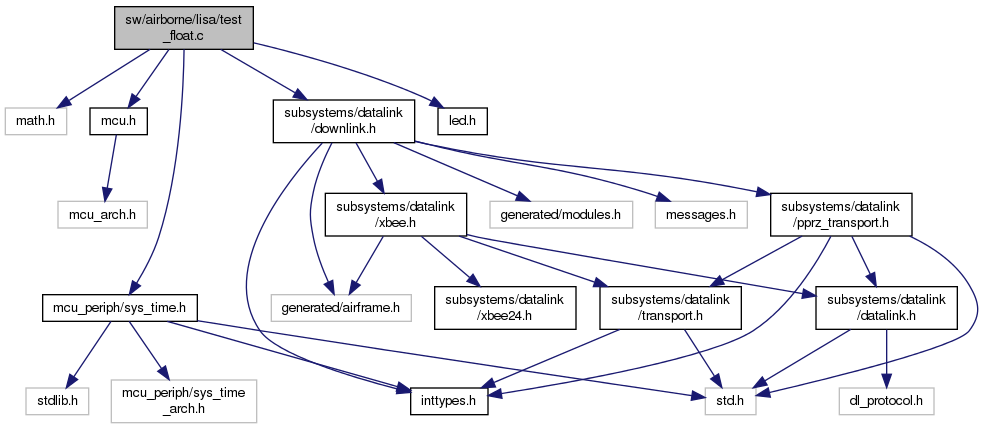 sw/airborne/lisa/test
_float.c
math.h
mcu.h
subsystems/datalink
/downlink.h
led.h
mcu_arch.h
subsystems/datalink
/xbee.h
generated/modules.h
messages.h
subsystems/datalink
/pprz_transport.h
mcu_periph/sys_time.h
generated/airframe.h
subsystems/datalink
/xbee24.h
subsystems/datalink
/transport.h
subsystems/datalink
/datalink.h
stdlib.h
mcu_periph/sys_time
_arch.h
inttypes.h
std.h
dl_protocol.h